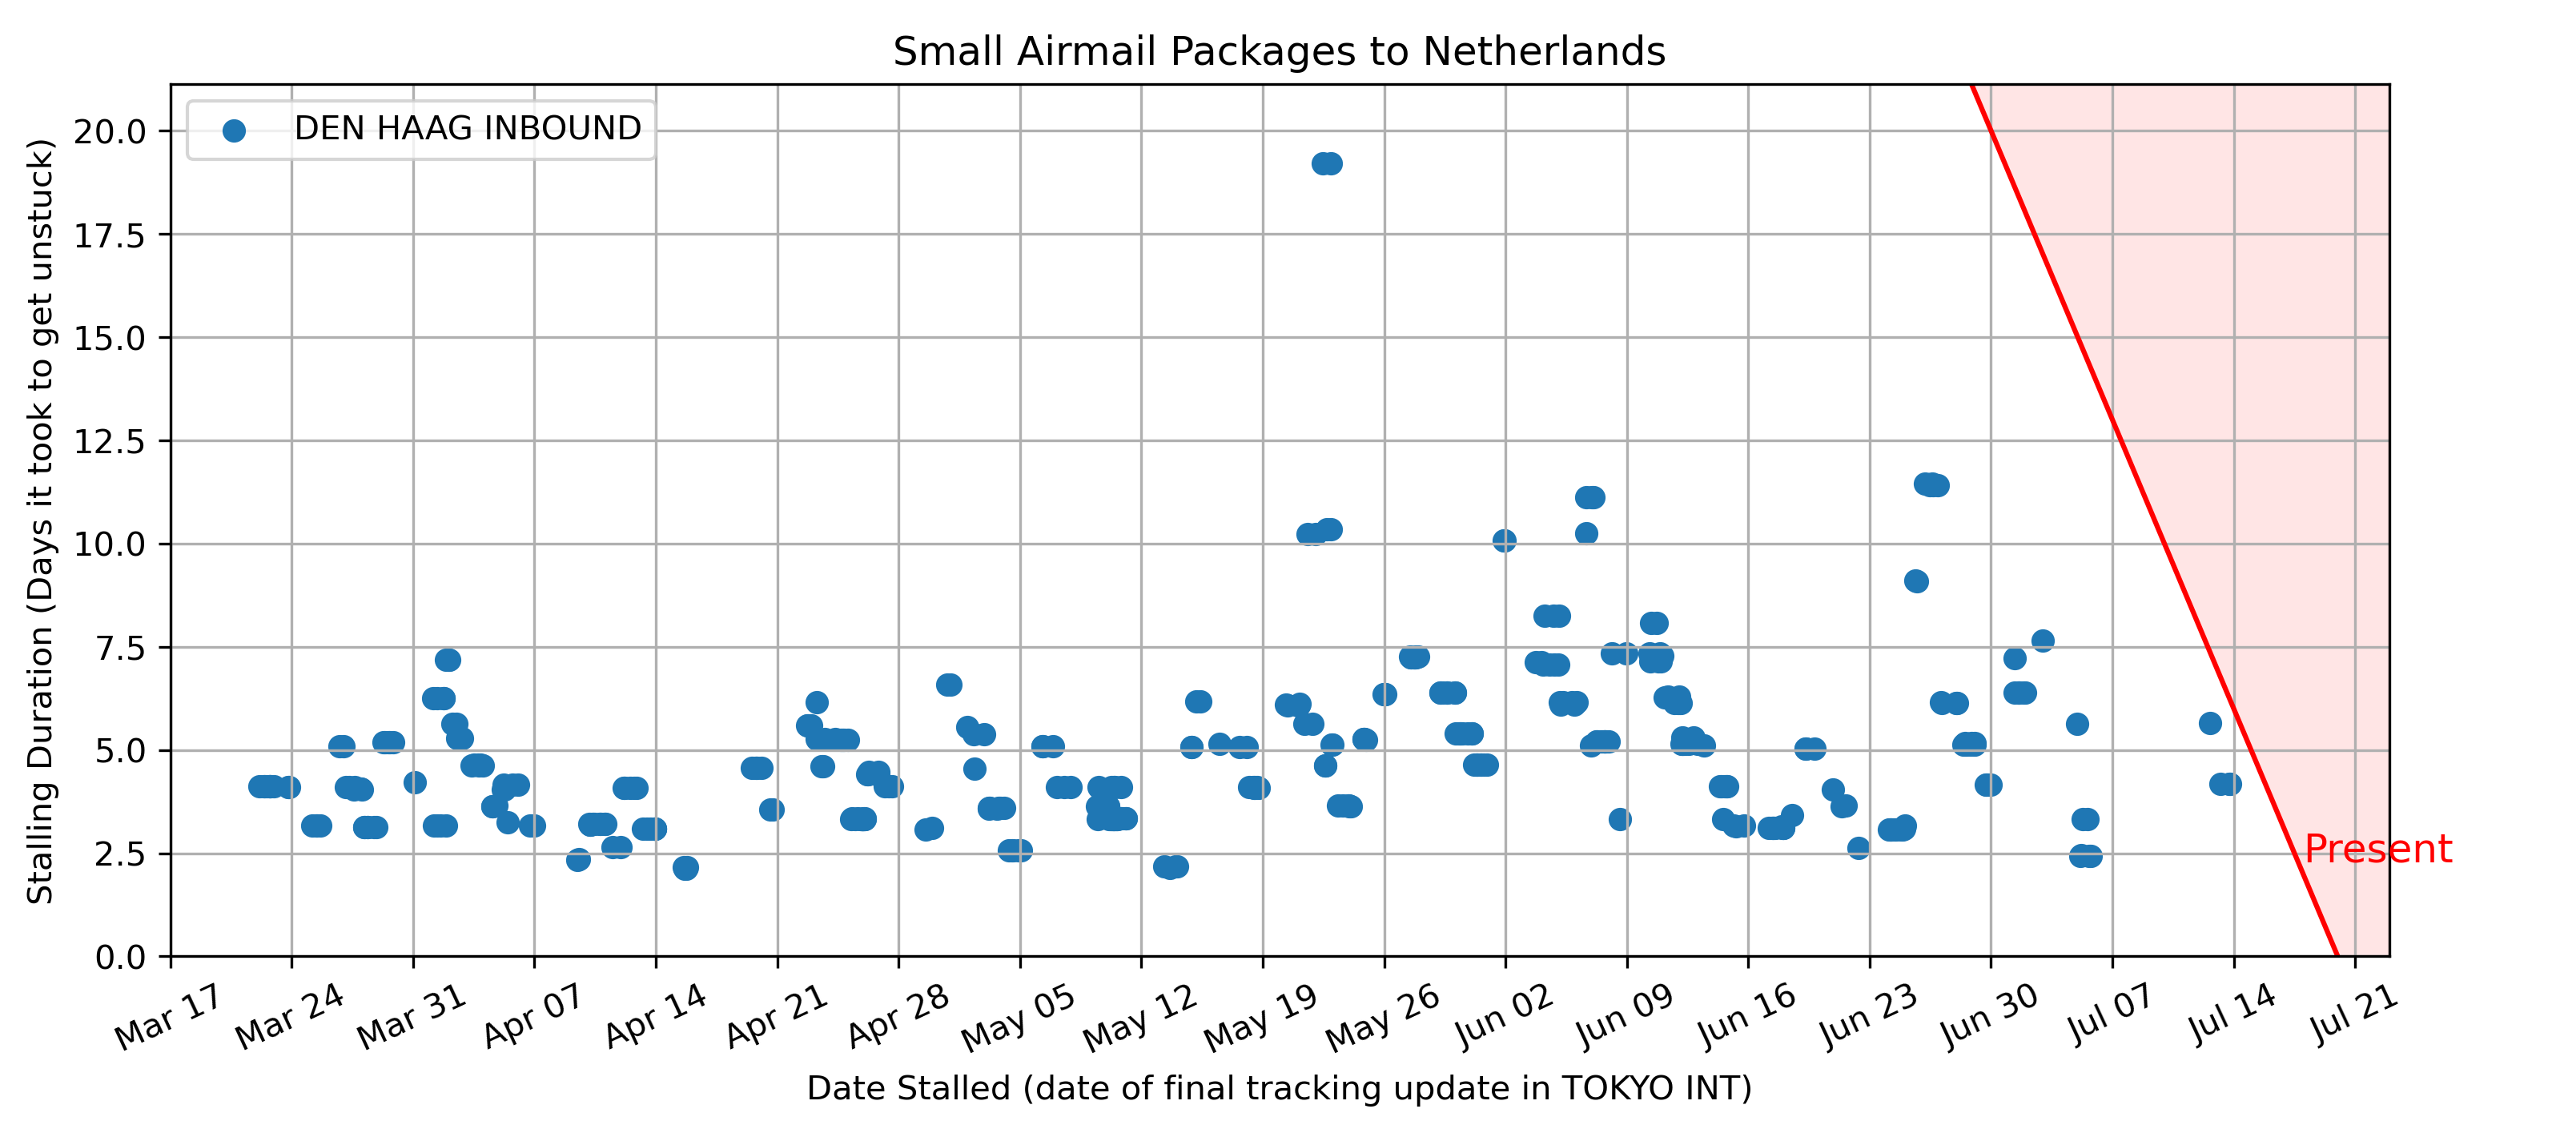 Small Airmail Packages to Netherlands
DEN HAAG INBOUND
Stalling Duration (Days it took to get unstuck)
20.0
17.5
15.0
12.5
10.0
7.5
5.0
2.5
0.0
Present
Mar 17
Mar 24
Mar 31
Apr 07
Apr 14
Apr 21
Apr 28
May 05
May 12
May 19
May 26
Jun 02
Jun 09
Jun 16
Jun 23
Jun 30
Jul 07
Jul 14
Jul 21
Date Stalled (date of final tracking update in TOKYO INT)